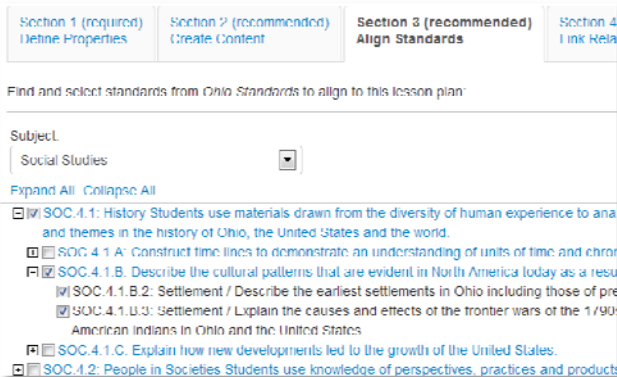 Section 1 (required)
Define Properties
Section 2 (recommended)
Create Content
Section 3 (recommended)
Align Standards
Section 4
Link Rela
Find and select standards from Ohio Standards to align to this lesson plan:
Subject:
Social Studies
Expand All Collapse All
SOC.4.1: History Students use materials drawn from the diversity of human experience to ana
and themes in the history of Ohio, the United States and the world.
SOC.4.1.A: Construct time lines to demonstrate an understanding of units of time and chron
SOC.4.1.B. Describe the cultural patterns that are evident in North America today as a resu
SOC.4.1.B.2: Settlement / Describe the earliest settlements in Ohio including those of pre
SOC.4.1.B.3: Settlement / Explain the causes and effects of the frontier wars of the 1790s
American Indians in Ohio and the United States
SOC.4.1.C. Explain how new developments led to the growth of the United States.
SOC.4.2: People in Societies Students use knowledge of perspectives, practices and products